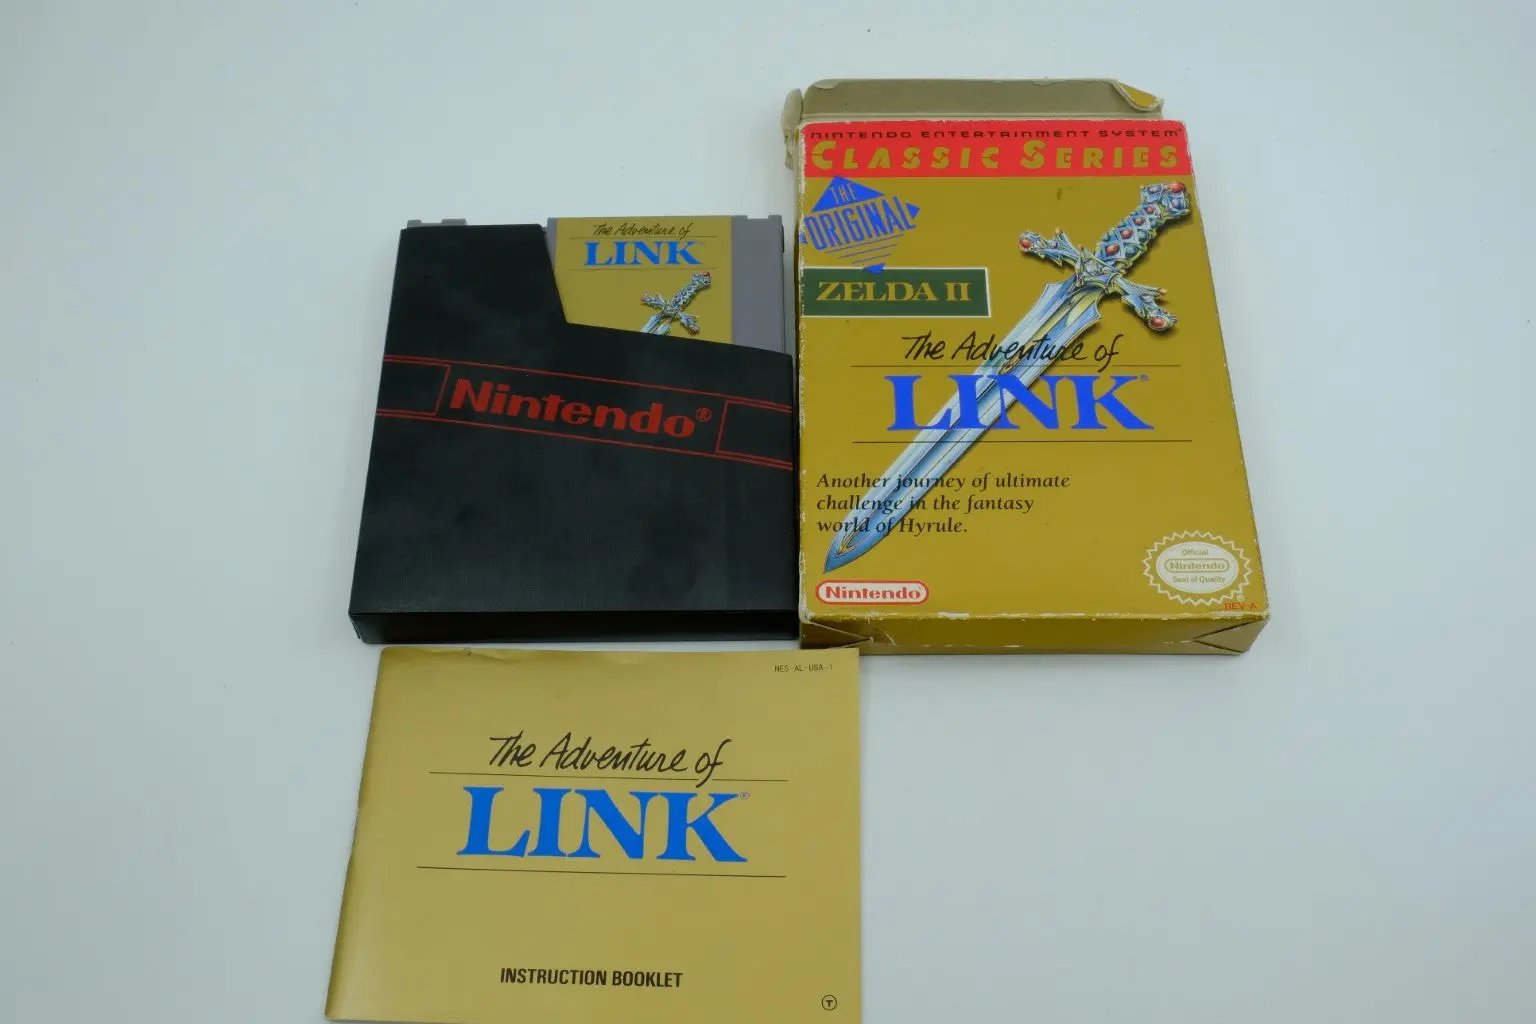 The Adventure of
LINK
Nintendo®
NINTENDO ENTERTAINMENT SYSTEM®
CLASSIC SERIES
THE
ORIGINAL
ZELDA II
The Adventure of
LINK®
Another journey of ultimate
challenge in the fantasy
world of Hyrule.
Nintendo®
Official
Nintendo
Seal of Quality
REV-A
NES-AL-USA-1
The Adventure of
LINK®
INSTRUCTION BOOKLET
T